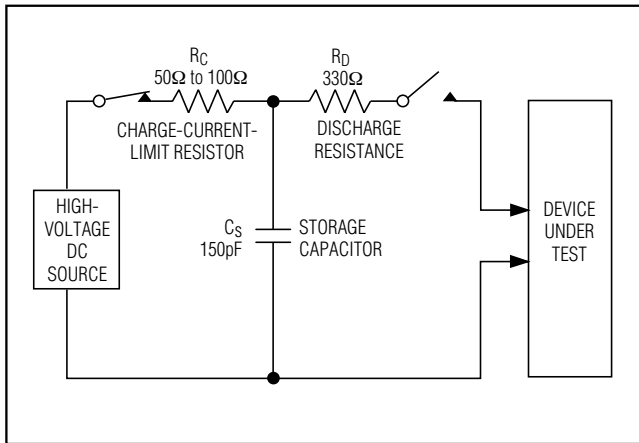 R_C
50Ω to 100Ω
CHARGE-CURRENT-
LIMIT RESISTOR
R_D
330Ω
DISCHARGE
RESISTANCE
HIGH-
VOLTAGE
DC
SOURCE
C_S
150pF
STORAGE
CAPACITOR
DEVICE
UNDER
TEST